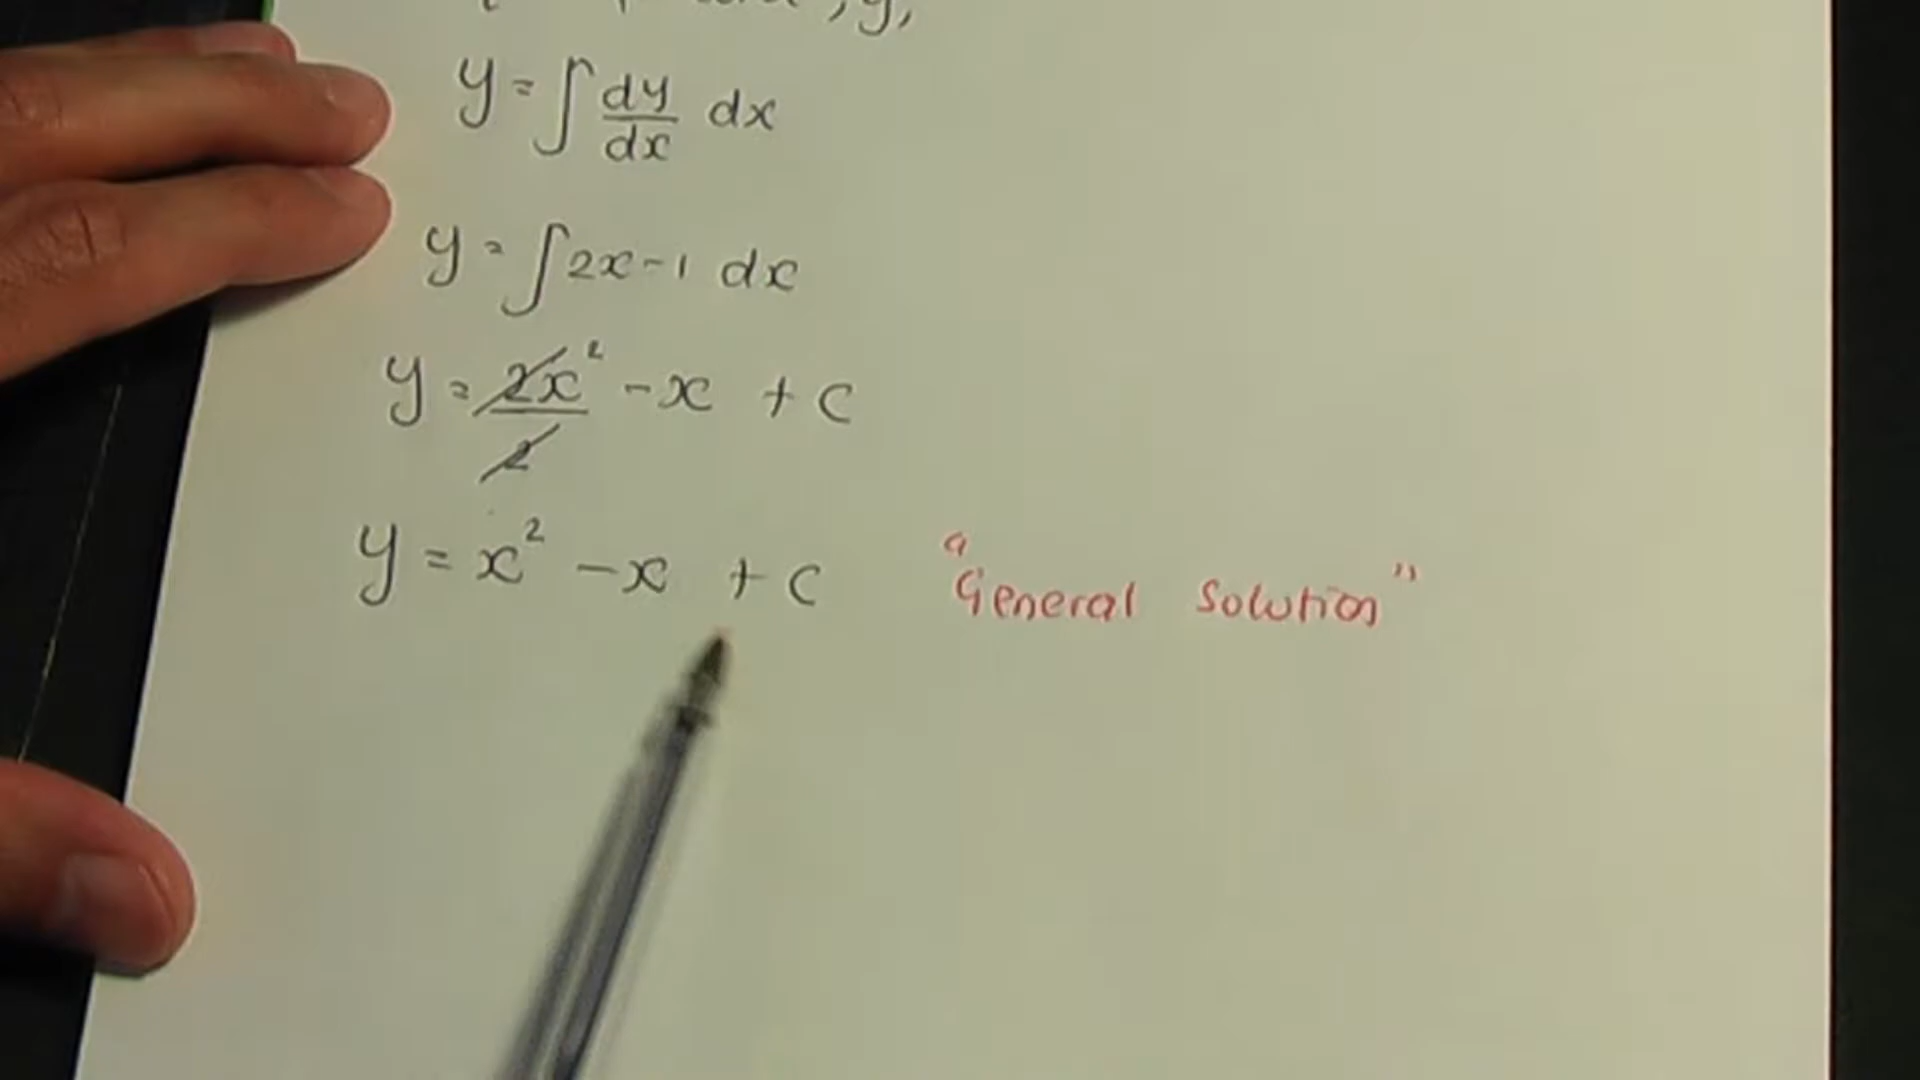 y,
y = ∫ dy/dx dx
y = ∫ 2x - 1 dx
y = 2x²/2 - x + c
y = x² - x + c "General Solution"